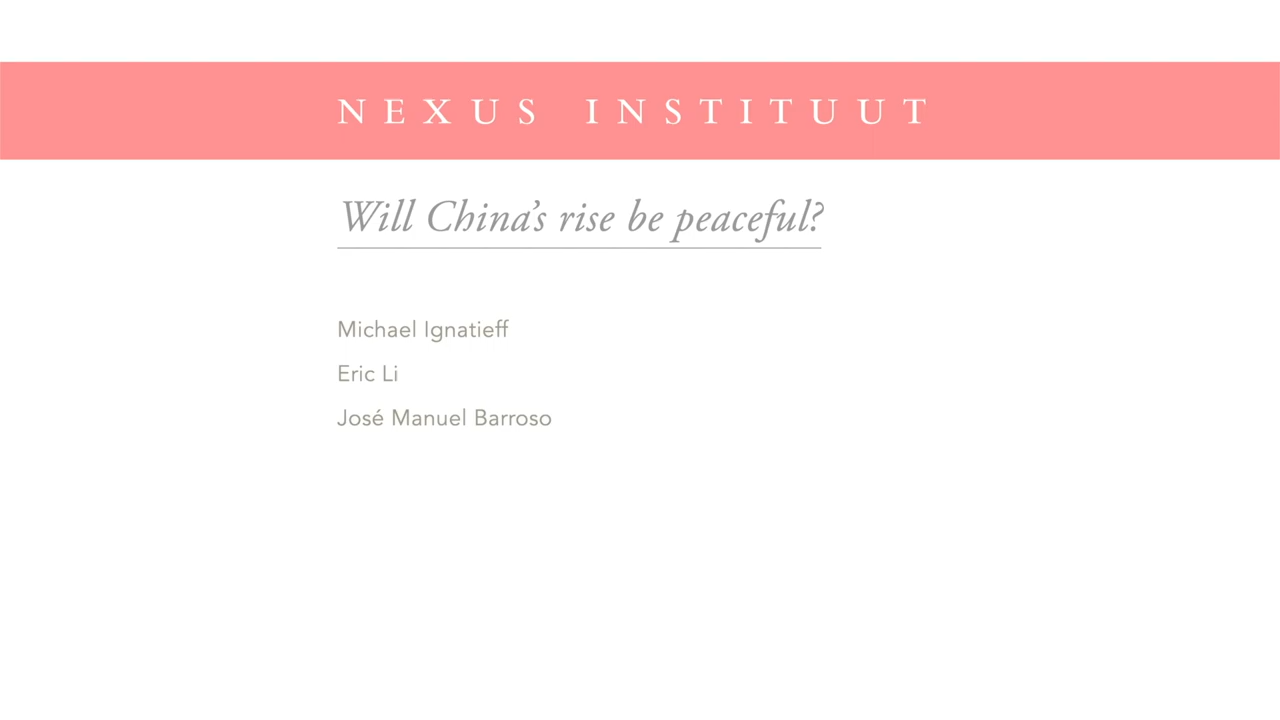 NEXUS INSTITUUT
Will China's rise be peaceful?
Michael Ignatieff
Eric Li
José Manuel Barroso